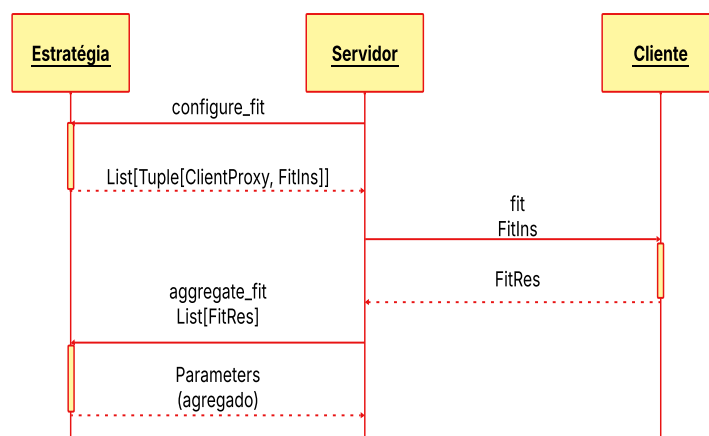 Estratégia
Servidor
Cliente
configure_fit
List[Tuple[ClientProxy, FitIns]]
fit
FitIns
FitRes
aggregate_fit
List[FitRes]
Parameters
(agregado)